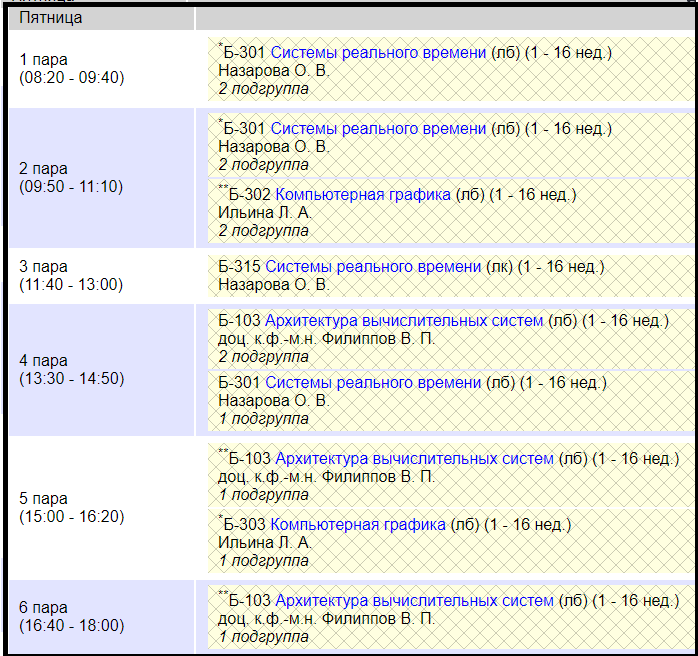 Пятница
1 пара
(08:20 - 09:40)
*Б-301 Системы реального времени (лб) (1 - 16 нед.)
Назарова О. В.
2 подгруппа
2 пара
(09:50 - 11:10)
*Б-301 Системы реального времени (лб) (1 - 16 нед.)
Назарова О. В.
2 подгруппа
**Б-302 Компьютерная графика (лб) (1 - 16 нед.)
Ильина Л. А.
2 подгруппа
3 пара
(11:40 - 13:00)
Б-315 Системы реального времени (лк) (1 - 16 нед.)
Назарова О. В.
4 пара
(13:30 - 14:50)
Б-103 Архитектура вычислительных систем (лб) (1 - 16 нед.)
доц. к.ф.-м.н. Филиппов В. П.
2 подгруппа
Б-301 Системы реального времени (лб) (1 - 16 нед.)
Назарова О. В.
1 подгруппа
5 пара
(15:00 - 16:20)
**Б-103 Архитектура вычислительных систем (лб) (1 - 16 нед.)
доц. к.ф.-м.н. Филиппов В. П.
1 подгруппа
*Б-303 Компьютерная графика (лб) (1 - 16 нед.)
Ильина Л. А.
1 подгруппа
6 пара
(16:40 - 18:00)
**Б-103 Архитектура вычислительных систем (лб) (1 - 16 нед.)
доц. к.ф.-м.н. Филиппов В. П.
1 подгруппа